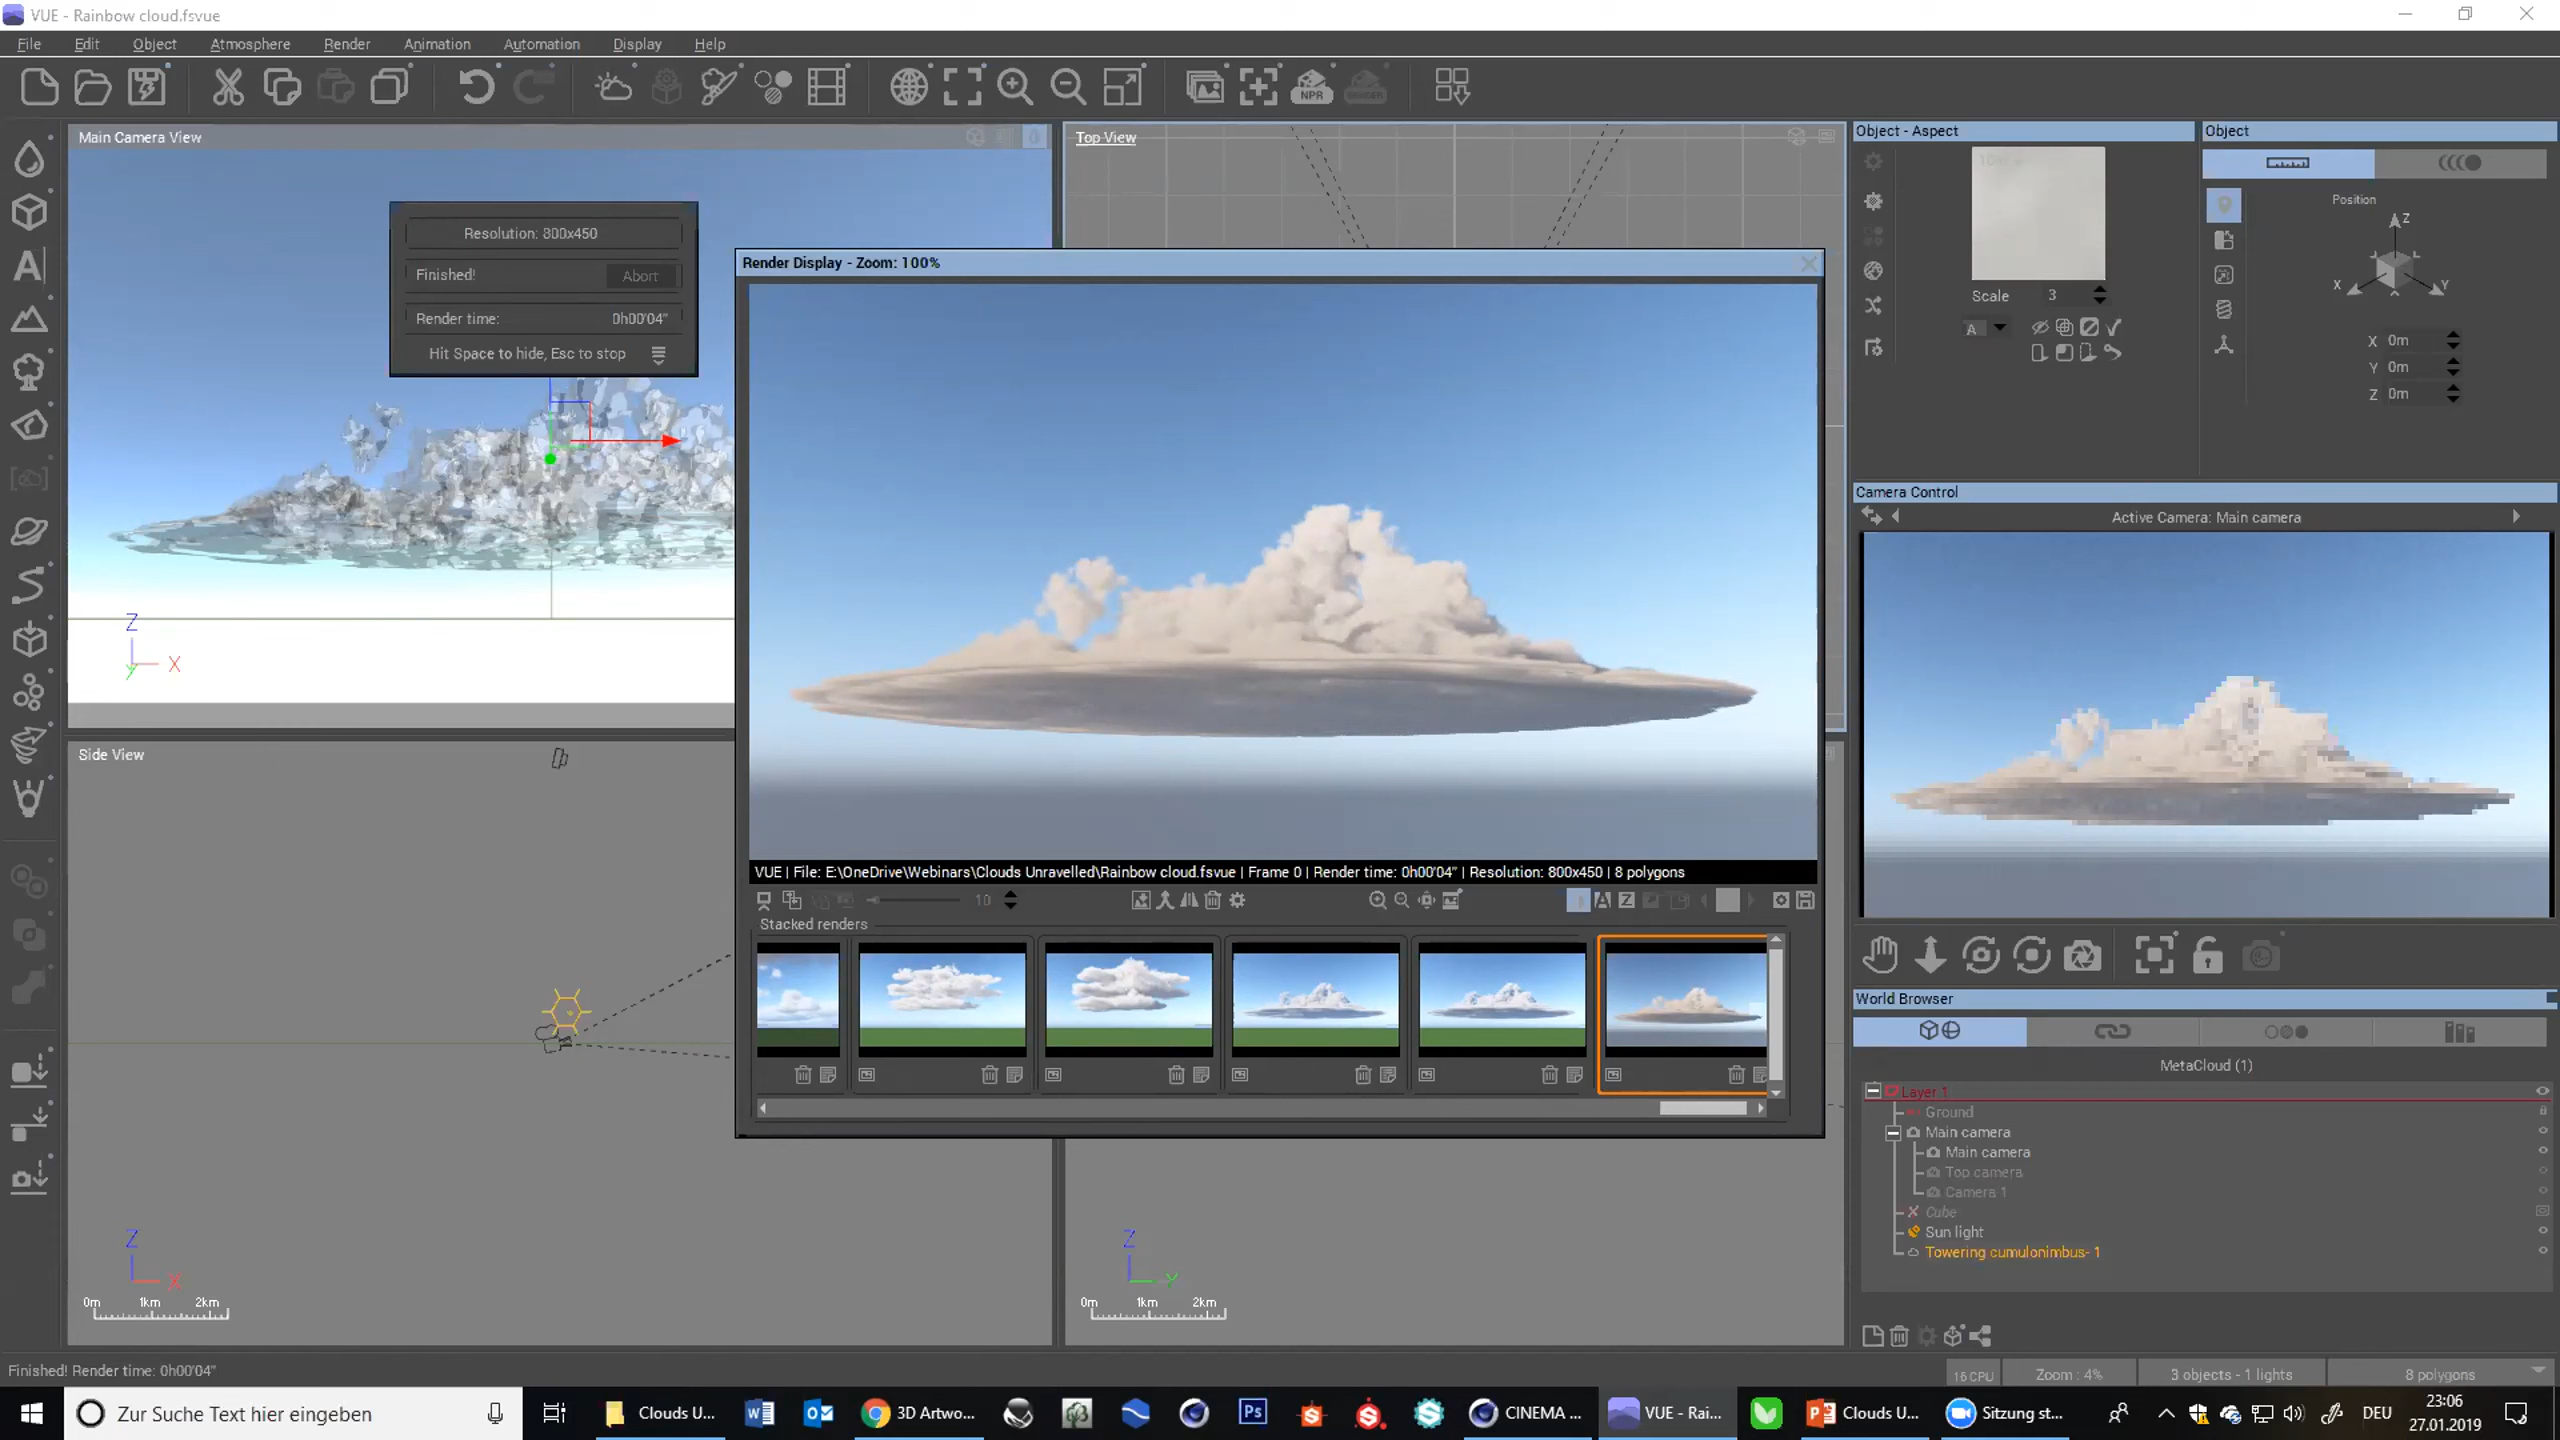 VUE - Rainbow cloud.fsvue
File Edit Object Atmosphere Render Animation Automation Display Help
NPR
Main Camera View
Top View
Object - Aspect
Object
Resolution: 800x450
Finished!
Abort
Render time: 0h00'04"
Hit Space to hide, Esc to stop
Render Display - Zoom: 100%
Scale 3
A
Position
Z
X
Y
X 0m
Y 0m
Z 0m
Camera Control
Active Camera: Main camera
Z
X
y
Side View
VUE | File: E:\OneDrive\Webinars\Clouds Unravelled\Rainbow cloud.fsvue | Frame 0 | Render time: 0h00'04" | Resolution: 800x450 | 8 polygons
10
A
Z
Stacked renders
World Browser
MetaCloud (1)
Layer 1
Ground
Main camera
Main camera
Top camera
Camera 1
Cube
Sun light
Towering cumulonimbus- 1
Z
X
0m 1km 2km
Z
Y
0m 1km 2km
Finished! Render time: 0h00'04"
16 CPU
Zoom : 4%
3 objects - 1 lights
8 polygons
Zur Suche Text hier eingeben
Clouds U...
3D Artwo...
Ps
CINEMA ...
VUE - Rai...
Clouds U...
Sitzung st...
DEU
23:06
27.01.2019